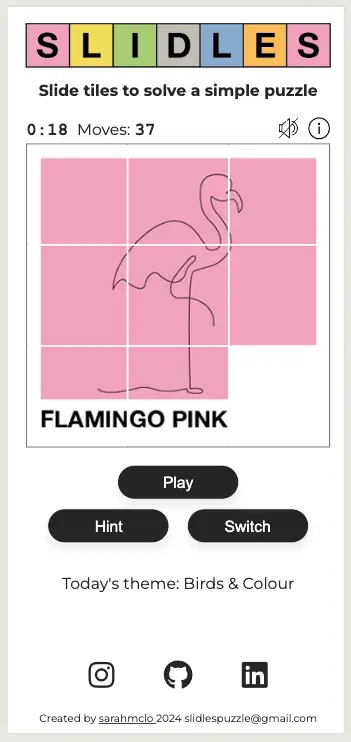 SLIDLES
Slide tiles to solve a simple puzzle
0:18 Moves: 37
FLAMINGO PINK
Play
Hint Switch
Today's theme: Birds & Colour
Created by sarahmclo 2024 slidlespuzzle@gmail.com